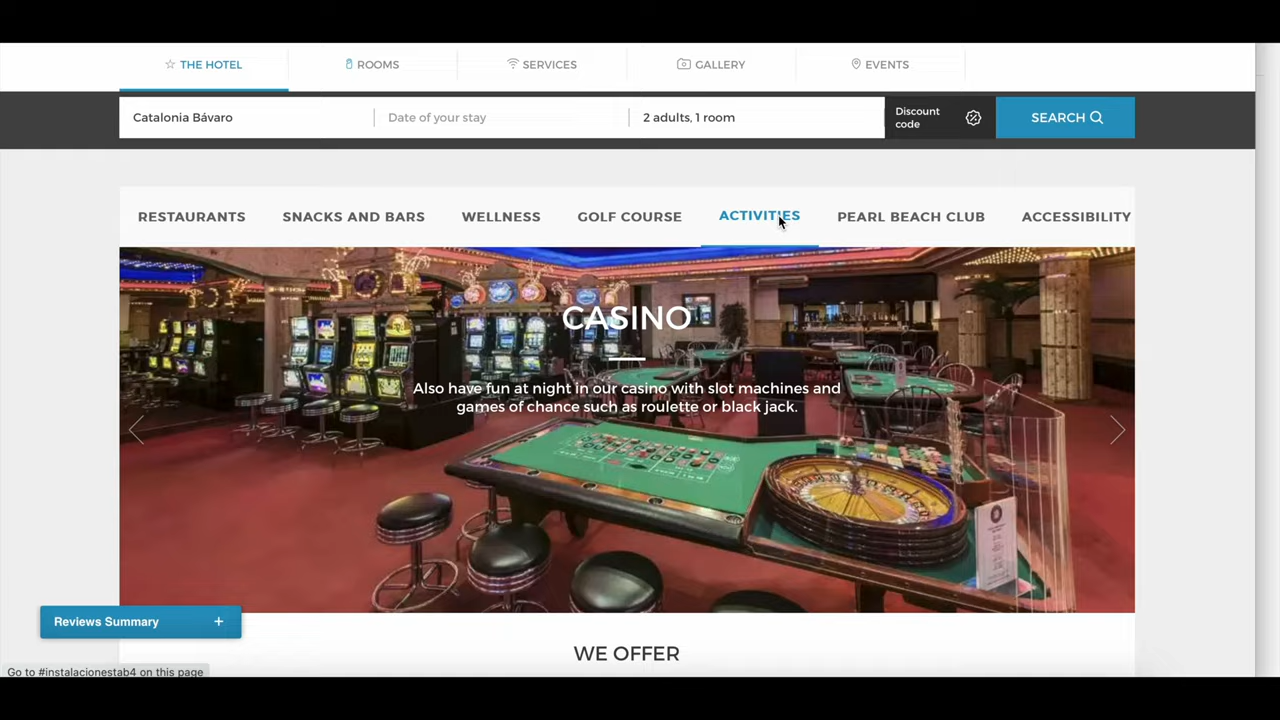 THE HOTEL
ROOMS
SERVICES
GALLERY
EVENTS
Catalonia Bávaro
Date of your stay
2 adults, 1 room
Discount
code
SEARCH
RESTAURANTS
SNACKS AND BARS
WELLNESS
GOLF COURSE
ACTIVITIES
PEARL BEACH CLUB
ACCESSIBILITY
CASINO
Also have fun at night in our casino with slot machines and
games of chance such as roulette or black jack.
Reviews Summary +
WE OFFER
Go to #instalacionestab4 on this page